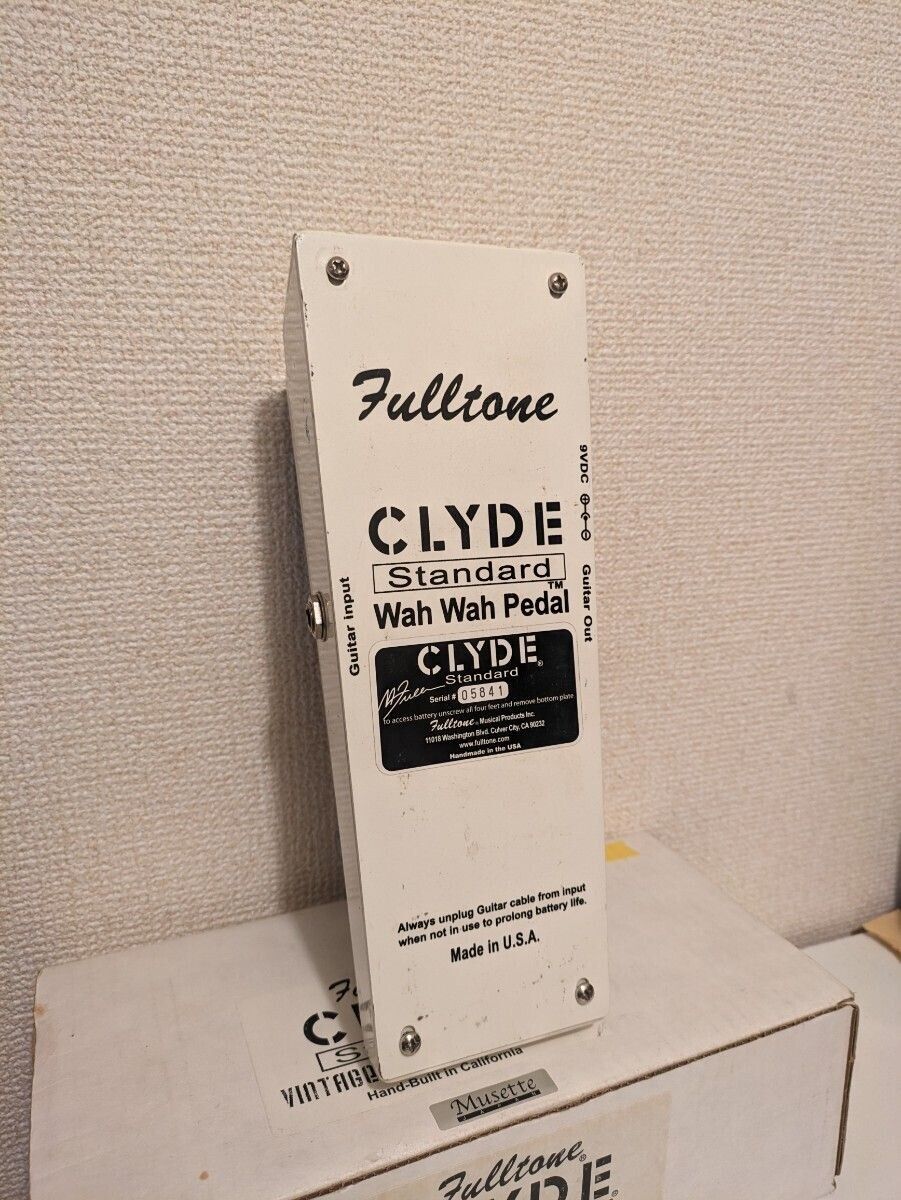 Fulltone
9VDC
CLYDE
Standard
TM
Wah Wah Pedal
Guitar input
Guitar Out
CLYDE®
Standard
Serial # 05841
to access battery unscrew all four feet and remove bottom plate
Fulltone® Musical Products Inc.
11018 Washington Blvd. Culver City, CA 90232
www.fulltone.com
Handmade in the USA
Always unplug Guitar cable from input
when not in use to prolong battery life.
Made in U.S.A.
Hand-Built in California
Musette
JAPAN
Fulltone®